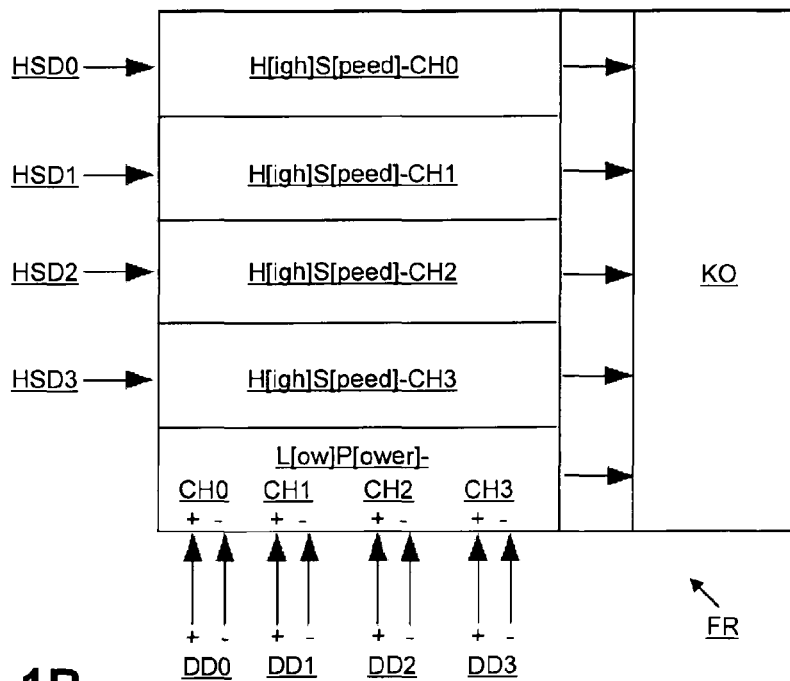 HSD0 H[igh]S[peed]-CH0
HSD1 H[igh]S[peed]-CH1
HSD2 H[igh]S[peed]-CH2 KO
HSD3 H[igh]S[peed]-CH3
L[ow]P[ower]-
CH0 CH1 CH2 CH3
+ - + - + - + -
FR
+ - + - + - + -
DD0 DD1 DD2 DD3
1B